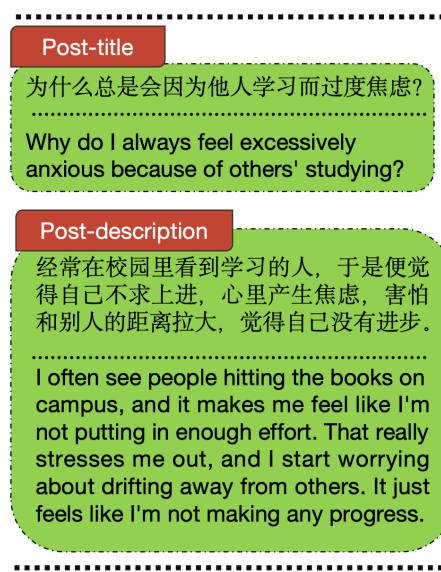 Post-title
为什么总是会因为他人学习而过度焦虑?
Why do I always feel excessively
anxious because of others' studying?
Post-description
经常在校园里看到学习的人，于是便觉
得自己不求上进，心里产生焦虑，害怕
和别人的距离拉大，觉得自己没有进步。
I often see people hitting the books on
campus, and it makes me feel like I'm
not putting in enough effort. That really
stresses me out, and I start worrying
about drifting away from others. It just
feels like I'm not making any progress.